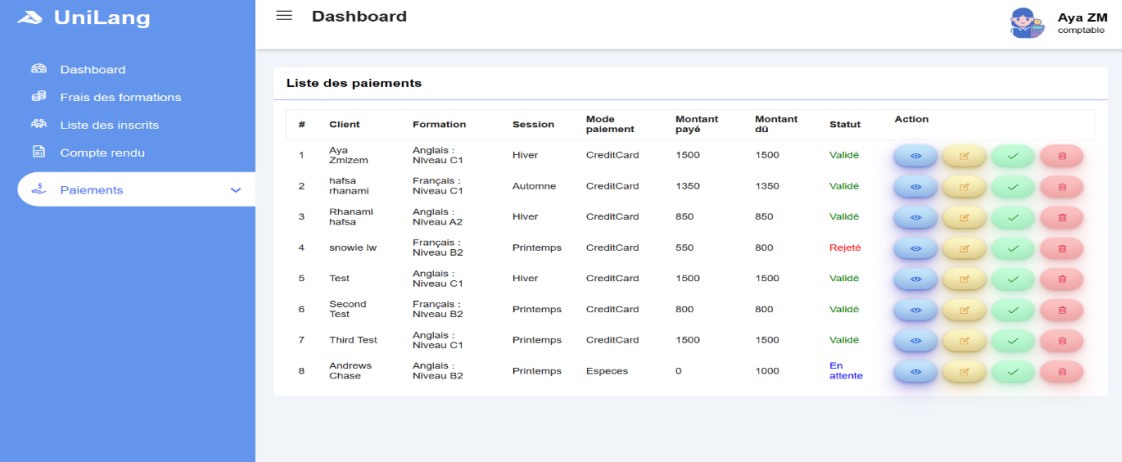 UniLang
Dashboard
Aya ZM
comptable
Dashboard
Frais des formations
Liste des inscrits
Compte rendu
Paiements
Liste des paiements
# Client Formation Session Mode paiement Montant payé Montant dû Statut Action
1 Aya Zmizem Anglais : Niveau C1 Hiver CreditCard 1500 1500 Validé
2 hafsa rhanami Français : Niveau C1 Automne CreditCard 1350 1350 Validé
3 Rhanami hafsa Anglais : Niveau A2 Hiver CreditCard 850 850 Validé
4 snowie lw Français : Niveau B2 Printemps CreditCard 550 800 Rejeté
5 Test Anglais : Niveau C1 Hiver CreditCard 1500 1500 Validé
6 Second Test Français : Niveau B2 Printemps CreditCard 800 800 Validé
7 Third Test Anglais : Niveau C1 Printemps CreditCard 1500 1500 Validé
8 Andrews Chase Anglais : Niveau B2 Printemps Especes 0 1000 En attente